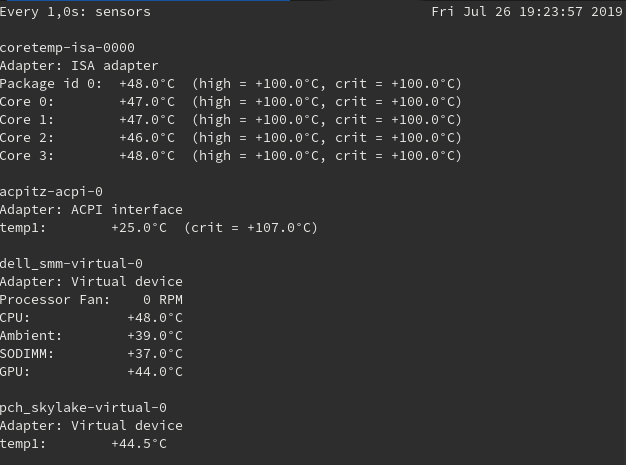 Every 1,0s: sensors Fri Jul 26 19:23:57 2019
coretemp-isa-0000
Adapter: ISA adapter
Package id 0: +48.0°C (high = +100.0°C, crit = +100.0°C)
Core 0: +47.0°C (high = +100.0°C, crit = +100.0°C)
Core 1: +47.0°C (high = +100.0°C, crit = +100.0°C)
Core 2: +46.0°C (high = +100.0°C, crit = +100.0°C)
Core 3: +48.0°C (high = +100.0°C, crit = +100.0°C)
acpitz-acpi-0
Adapter: ACPI interface
temp1: +25.0°C (crit = +107.0°C)
dell_smm-virtual-0
Adapter: Virtual device
Processor Fan: 0 RPM
CPU: +48.0°C
Ambient: +39.0°C
SODIMM: +37.0°C
GPU: +44.0°C
pch_skylake-virtual-0
Adapter: Virtual device
temp1: +44.5°C